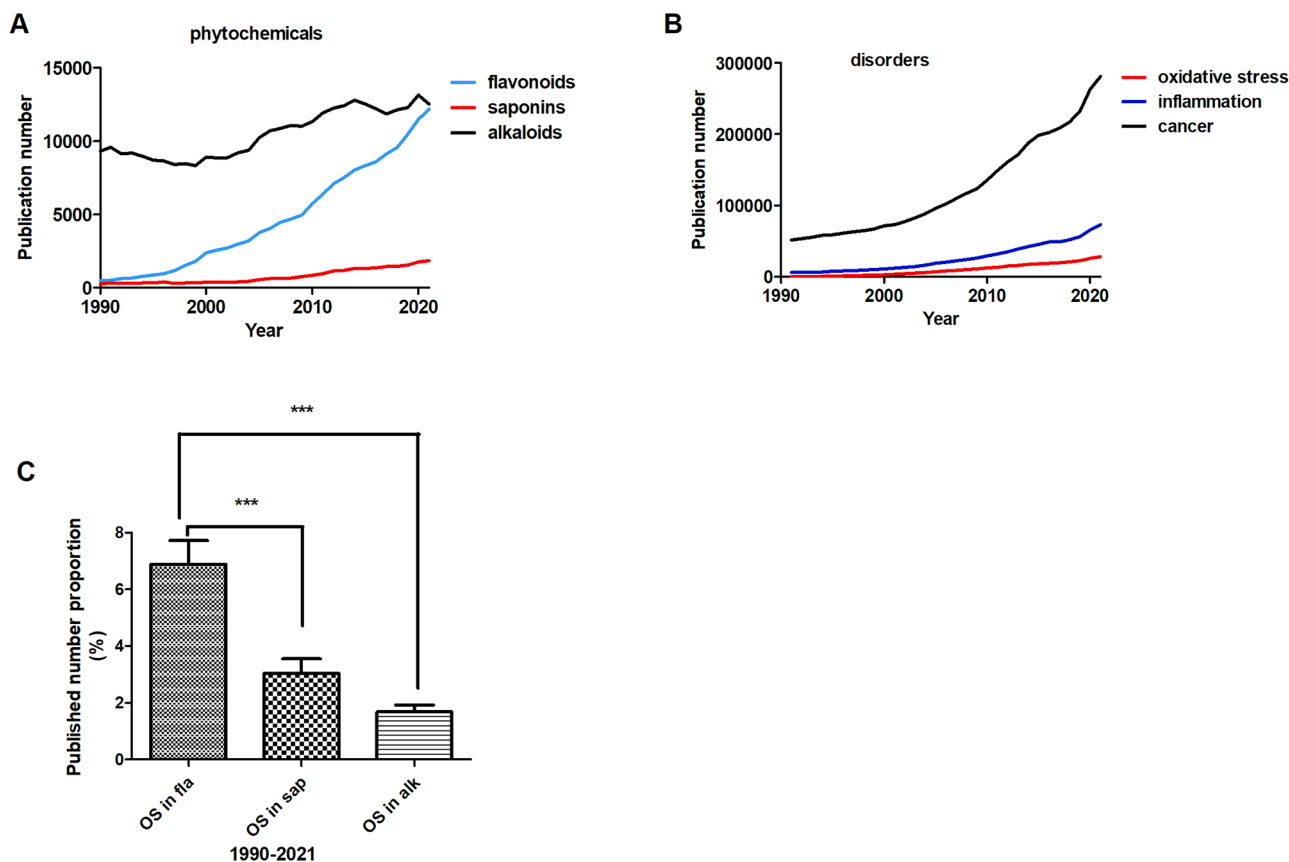 A
phytochemicals
15000
10000
5000
0
Publication number
1990
2000
2010
2020
Year
flavonoids
saponins
alkaloids
B
disorders
300000
200000
100000
0
Publication number
1990
2000
2010
2020
Year
oxidative stress
inflammation
cancer
C
***
***
8
6
4
2
0
Published number proportion
(%)
OS in fla
OS in sap
OS in alk
1990-2021